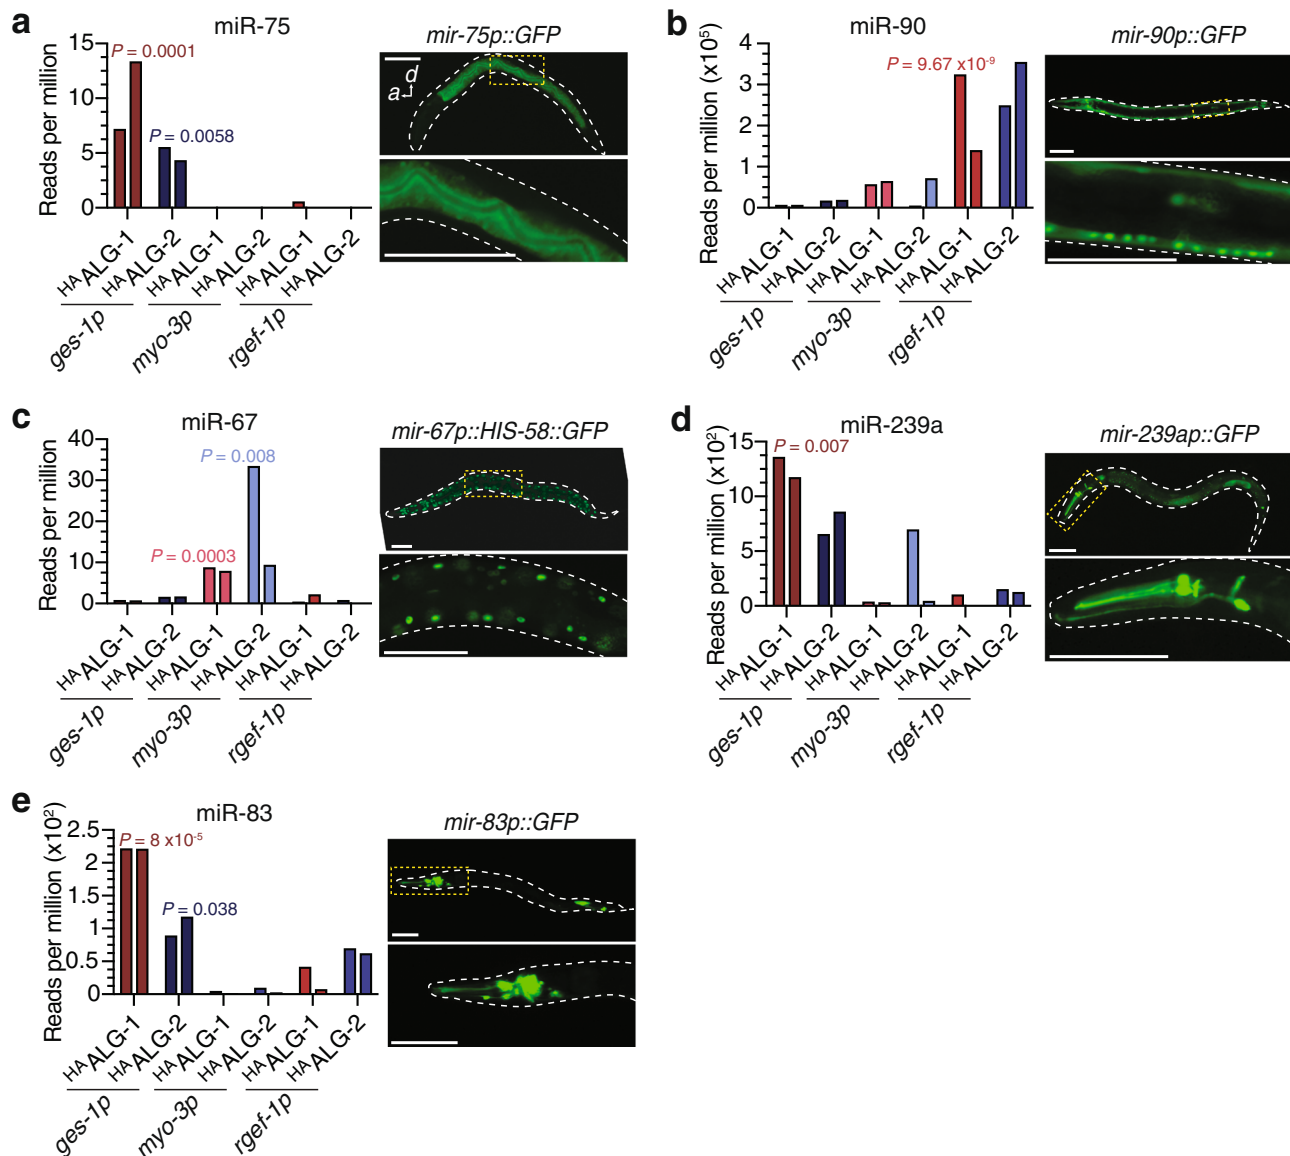 a
miR-75
mir-75p::GFP
Reads per million
15
10
5
0
P = 0.0001
P = 0.0058
d
a
HAALG-1
HAALG-2
HAALG-1
HAALG-2
HAALG-1
HAALG-2
ges-1p
myo-3p
rgef-1p
b
miR-90
mir-90p::GFP
Reads per million (x10⁵)
4
3
2
1
0
P = 9.67 x10⁻⁹
HAALG-1
HAALG-2
HAALG-1
HAALG-2
HAALG-1
HAALG-2
ges-1p
myo-3p
rgef-1p
c
miR-67
mir-67p::HIS-58::GFP
Reads per million
40
30
20
10
0
P = 0.008
P = 0.0003
HAALG-1
HAALG-2
HAALG-1
HAALG-2
HAALG-1
HAALG-2
ges-1p
myo-3p
rgef-1p
d
miR-239a
mir-239ap::GFP
Reads per million (x10²)
15
10
5
0
P = 0.007
HAALG-1
HAALG-2
HAALG-1
HAALG-2
HAALG-1
HAALG-2
ges-1p
myo-3p
rgef-1p
e
miR-83
mir-83p::GFP
Reads per million (x10²)
2.5
2
1.5
1
0.5
0
P = 8 x10⁻⁵
P = 0.038
HAALG-1
HAALG-2
HAALG-1
HAALG-2
HAALG-1
HAALG-2
ges-1p
myo-3p
rgef-1p